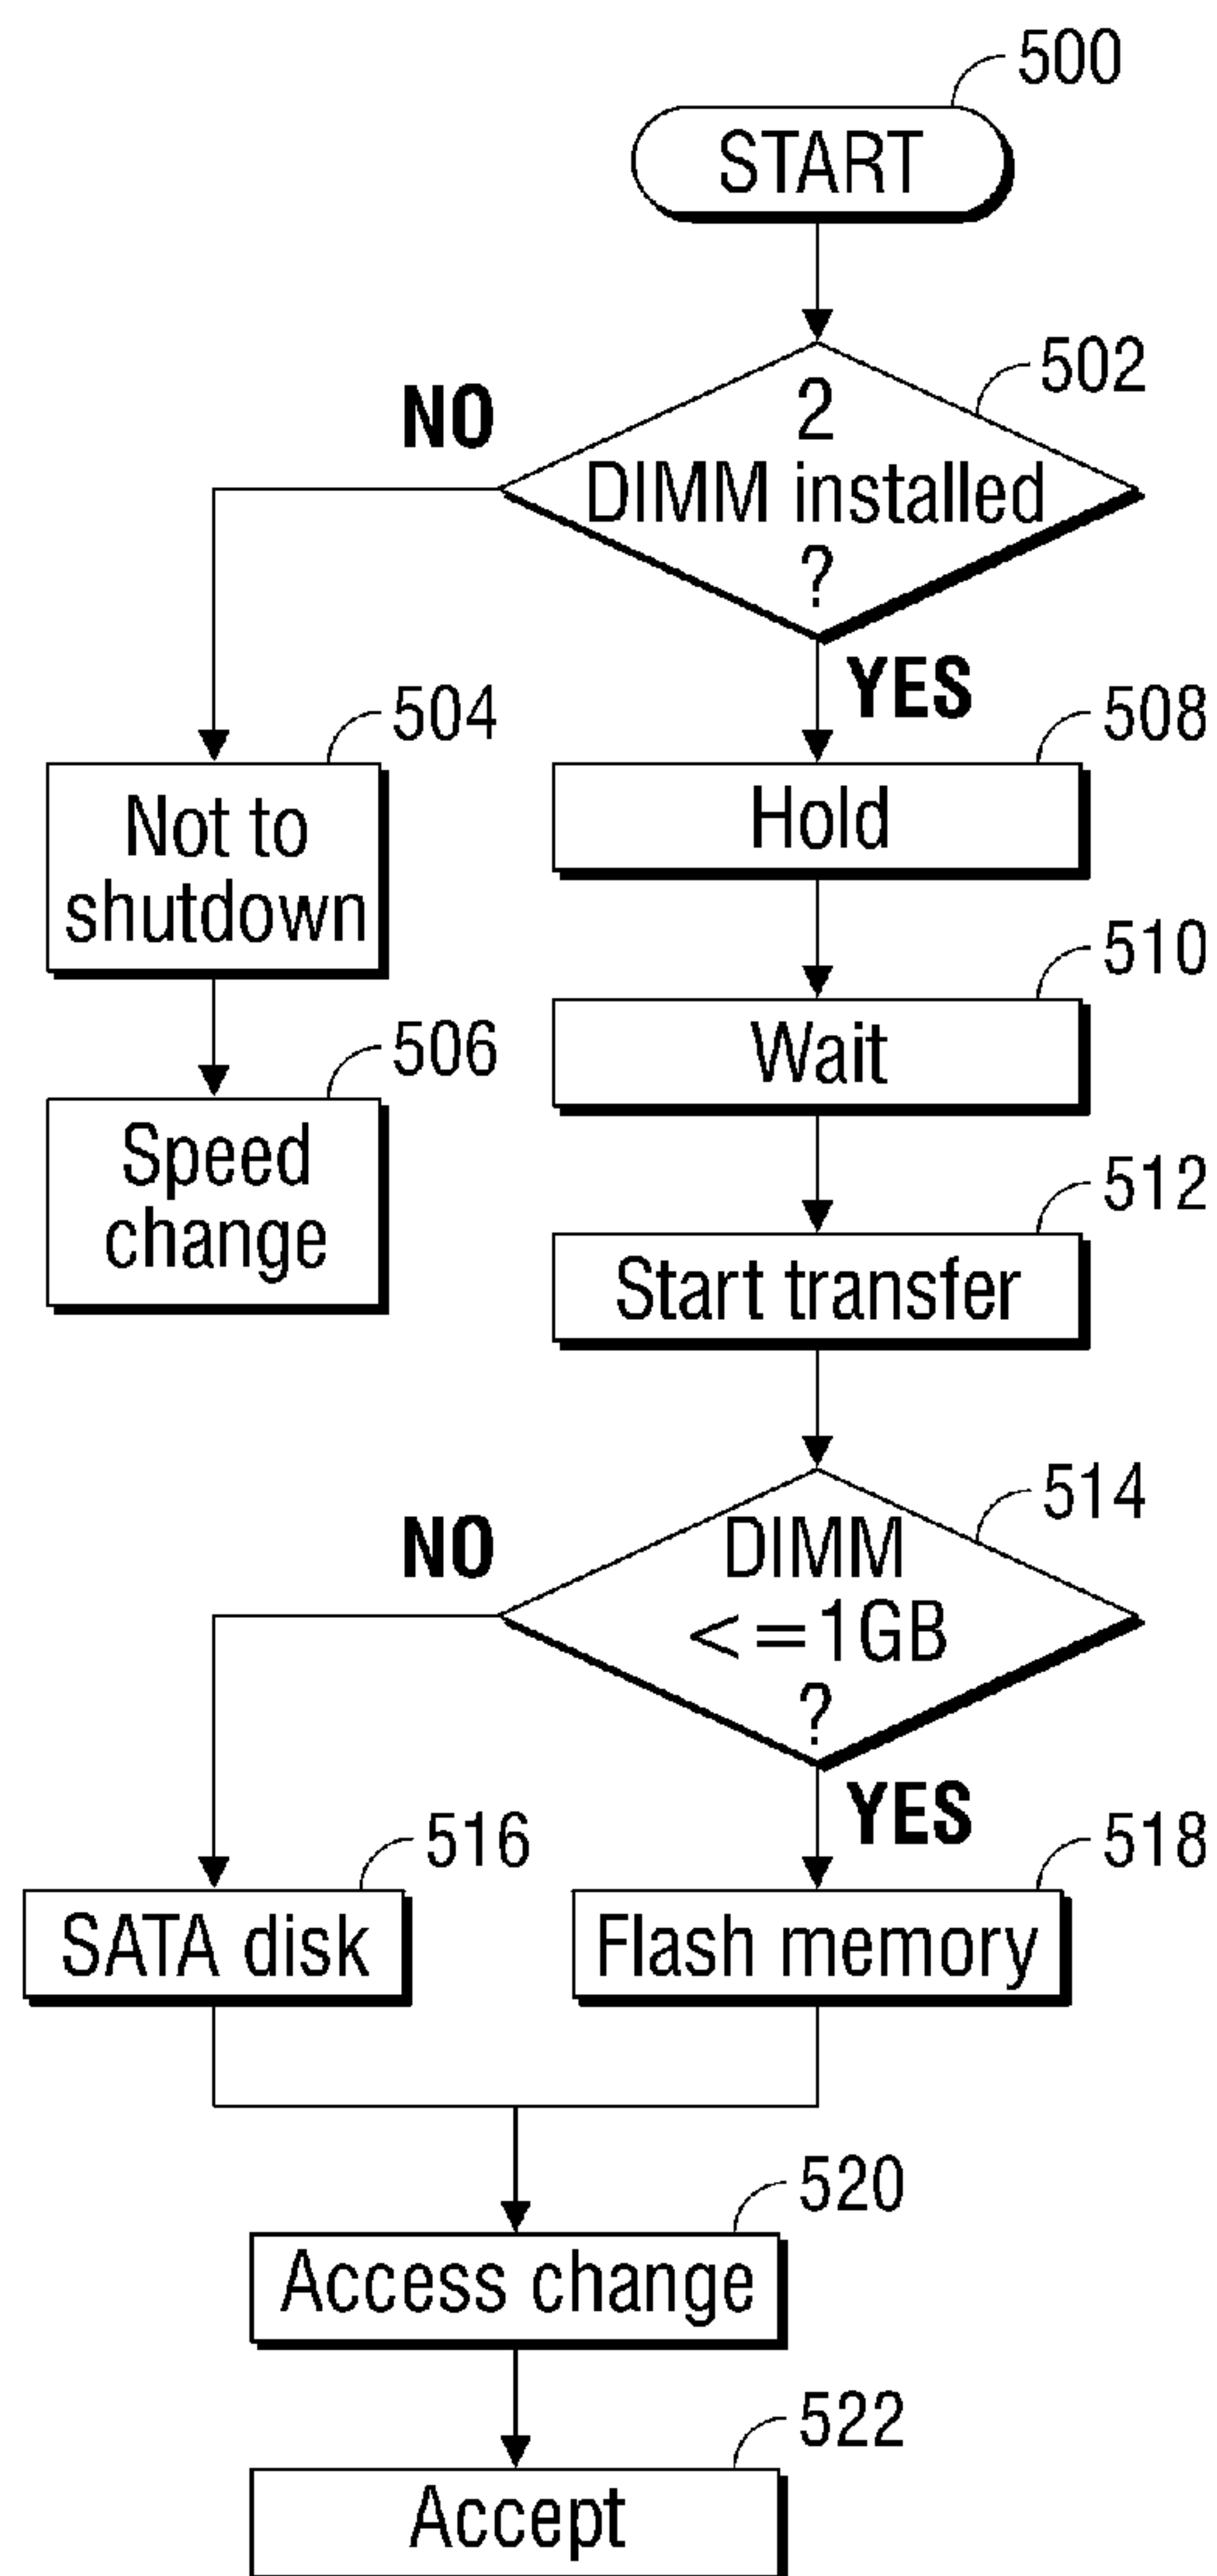 500
START
502
2
DIMM installed
?
NO
YES
504
Not to
shutdown
508
Hold
510
Wait
506
Speed
change
512
Start transfer
514
DIMM
<=1GB
?
NO
YES
516
SATA disk
518
Flash memory
520
Access change
522
Accept